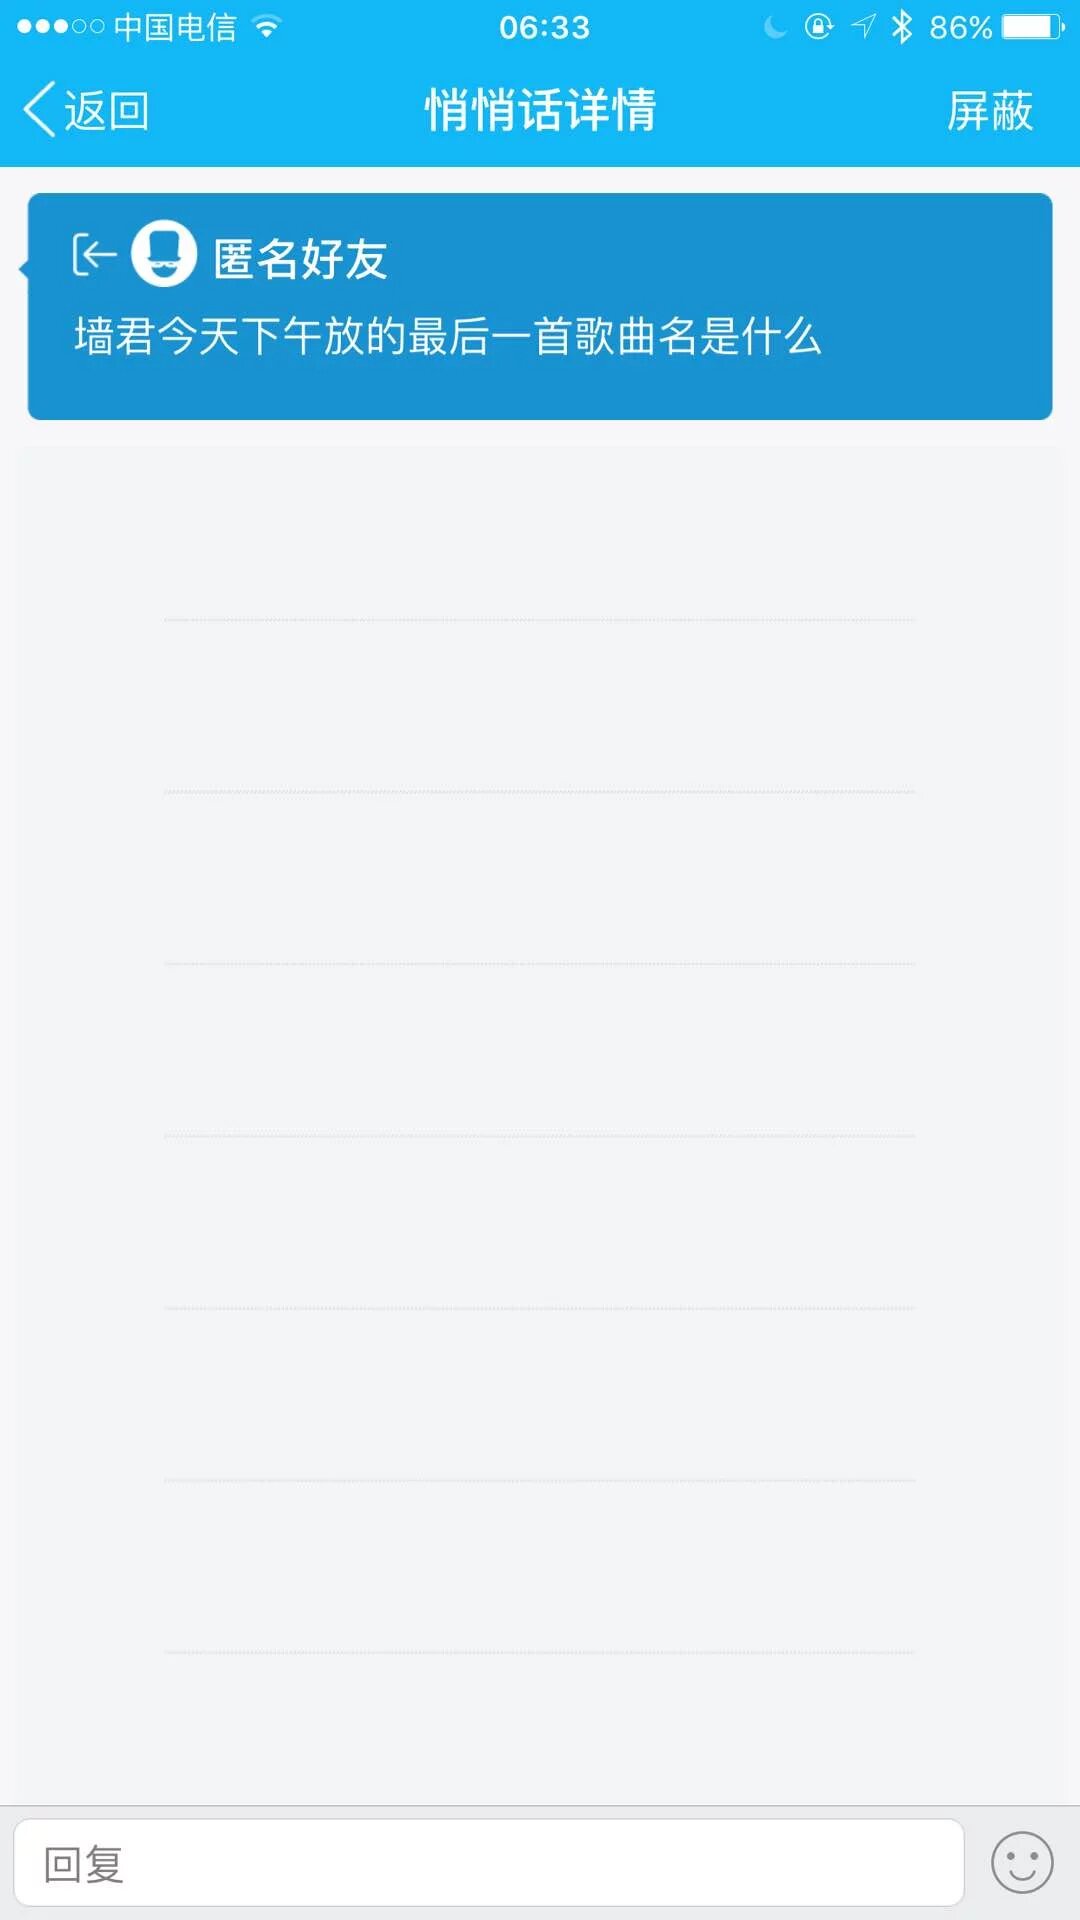 中国电信 06:33 86%
返回 悄悄话详情 屏蔽
匿名好友
墙君今天下午放的最后一首歌曲名是什么
回复